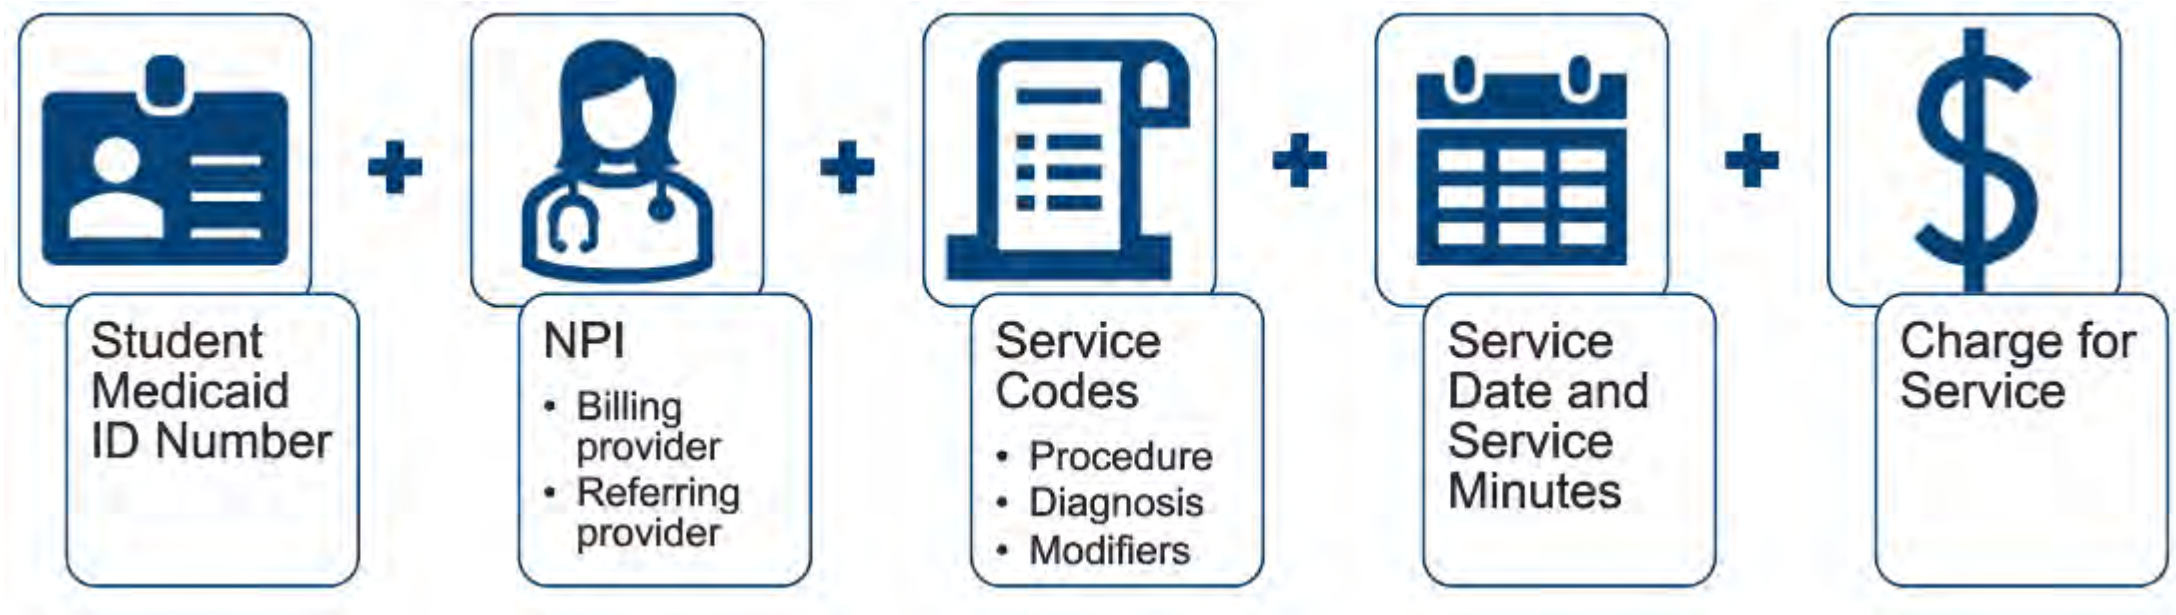 Student
Medicaid
ID Number
NPI
• Billing
provider
• Referring
provider
Service
Codes
• Procedure
• Diagnosis
• Modifiers
Service
Date and
Service
Minutes
Charge for
Service